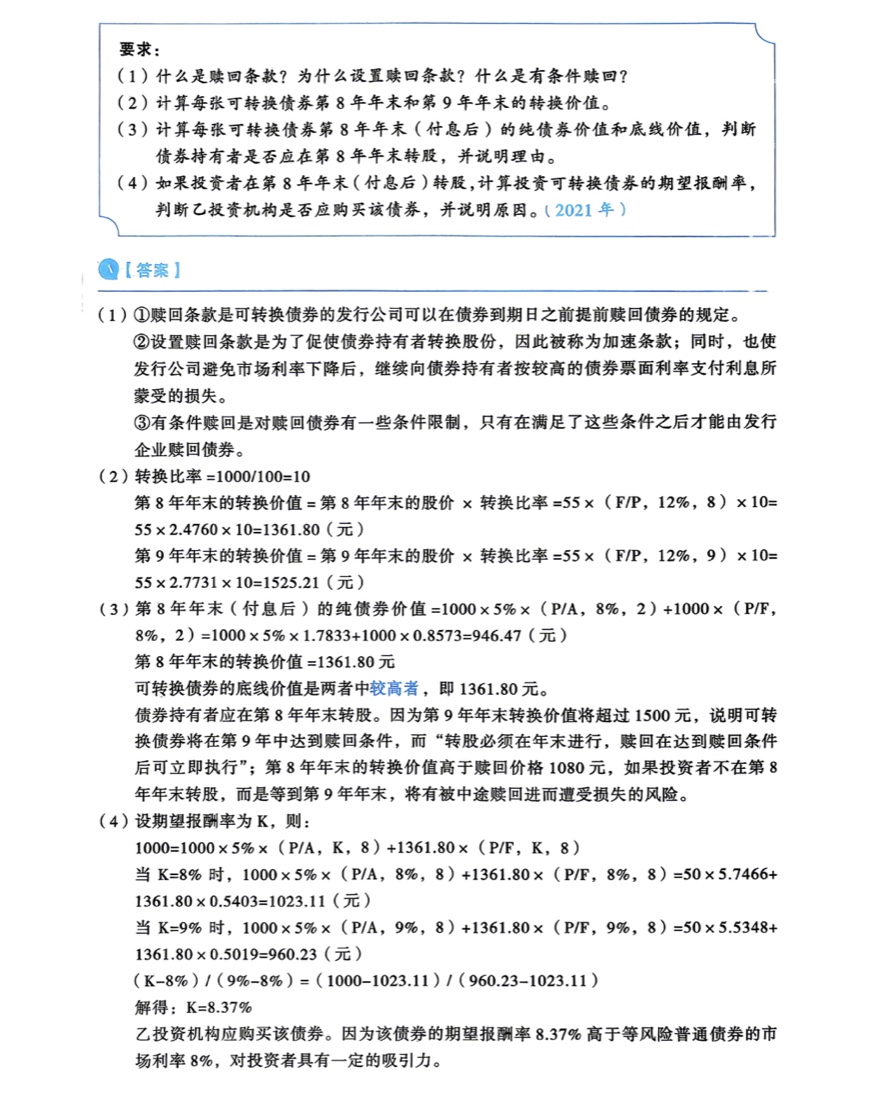 要求：
（1）什么是赎回条款？为什么设置赎回条款？什么是有条件赎回？
（2）计算每张可转换债券第 8 年年末和第 9 年年末的转换价值。
（3）计算每张可转换债券第 8 年年末（付息后）的纯债券价值和底线价值，判断
债券持有者是否应在第 8 年年末转股，并说明理由。
（4）如果投资者在第 8 年年末（付息后）转股，计算投资可转换债券的期望报酬率，
判断乙投资机构是否应购买该债券，并说明原因。（2021 年）
【答案】
（1）①赎回条款是可转换债券的发行公司可以在债券到期日之前提前赎回债券的规定。
②设置赎回条款是为了促使债券持有者转换股份，因此被称为加速条款；同时，也使
发行公司避免市场利率下降后，继续向债券持有者按较高的债券票面利率支付利息所
蒙受的损失。
③有条件赎回是对赎回债券有一些条件限制，只有在满足了这些条件之后才能由发行
企业赎回债券。
（2）转换比率 =1000/100=10
第 8 年年末的转换价值 = 第 8 年年末的股价 × 转换比率 =55×（F/P，12%，8）×10=
55×2.4760×10=1361.80（元）
第 9 年年末的转换价值 = 第 9 年年末的股价 × 转换比率 =55×（F/P，12%，9）×10=
55×2.7731×10=1525.21（元）
（3）第 8 年年末（付息后）的纯债券价值 =1000×5%×（P/A，8%，2）+1000×（P/F，
8%，2）=1000×5%×1.7833+1000×0.8573=946.47（元）
第 8 年年末的转换价值 =1361.80 元
可转换债券的底线价值是两者中较高者，即 1361.80 元。
债券持有者应在第 8 年年末转股。因为第 9 年年末转换价值将超过 1500 元，说明可转
换债券将在第 9 年中达到赎回条件，而“转股必须在年末进行，赎回在达到赎回条件
后可立即执行”；第 8 年年末的转换价值高于赎回价格 1080 元，如果投资者不在第 8
年年末转股，而是等到第 9 年年末，将有被中途赎回进而遭受损失的风险。
（4）设期望报酬率为 K，则：
1000=1000×5%×（P/A，K，8）+1361.80×（P/F，K，8）
当 K=8% 时，1000×5%×（P/A，8%，8）+1361.80×（P/F，8%，8）=50×5.7466+
1361.80×0.5403=1023.11（元）
当 K=9% 时，1000×5%×（P/A，9%，8）+1361.80×（P/F，9%，8）=50×5.5348+
1361.80×0.5019=960.23（元）
（K-8%）/（9%-8%）=（1000-1023.11）/（960.23-1023.11）
解得：K=8.37%
乙投资机构应购买该债券。因为该债券的期望报酬率 8.37% 高于等风险普通债券的市
场利率 8%，对投资者具有一定的吸引力。